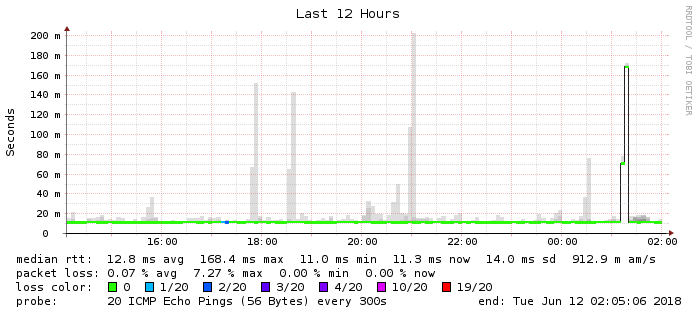 Last 12 Hours
RRDTOOL / TOBI OETIKER
Seconds
200 m
180 m
160 m
140 m
120 m
100 m
80 m
60 m
40 m
20 m
0
16:00 18:00 20:00 22:00 00:00 02:00
median rtt: 12.8 ms avg 168.4 ms max 11.0 ms min 11.3 ms now 14.0 ms sd 912.9 m am/s
packet loss: 0.07 % avg 7.27 % max 0.00 % min 0.00 % now
loss color: 0 1/20 2/20 3/20 4/20 10/20 19/20
probe: 20 ICMP Echo Pings (56 Bytes) every 300s end: Tue Jun 12 02:05:06 2018